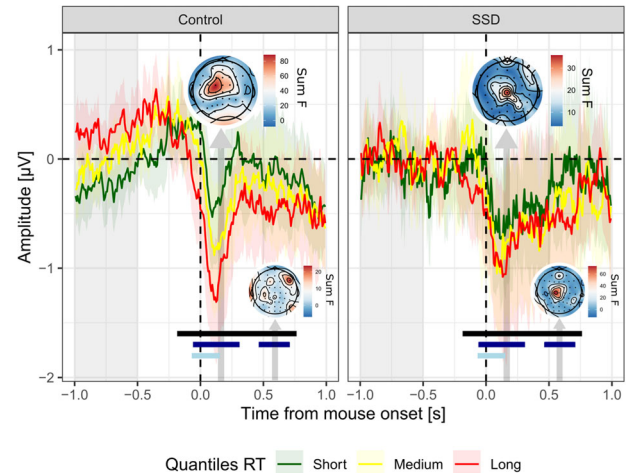 Control SSD
1
0
−1
−2
Amplitude [µV]
80
60
40
20
0
Sum F
20
10
0
Sum F
30
20
10
Sum F
60
40
20
0
Sum F
−1.0 −0.5 0.0 0.5 1.0 −1.0 −0.5 0.0 0.5 1.0
Time from mouse onset [s]
Quantiles RT Short Medium Long